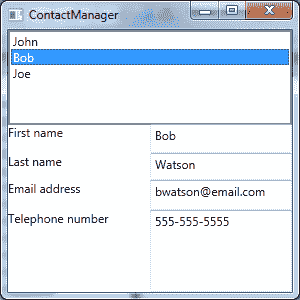 ContactManager
John
Bob
Joe
First name Bob
Last name Watson
Email address bwatson@email.com
Telephone number 555-555-5555